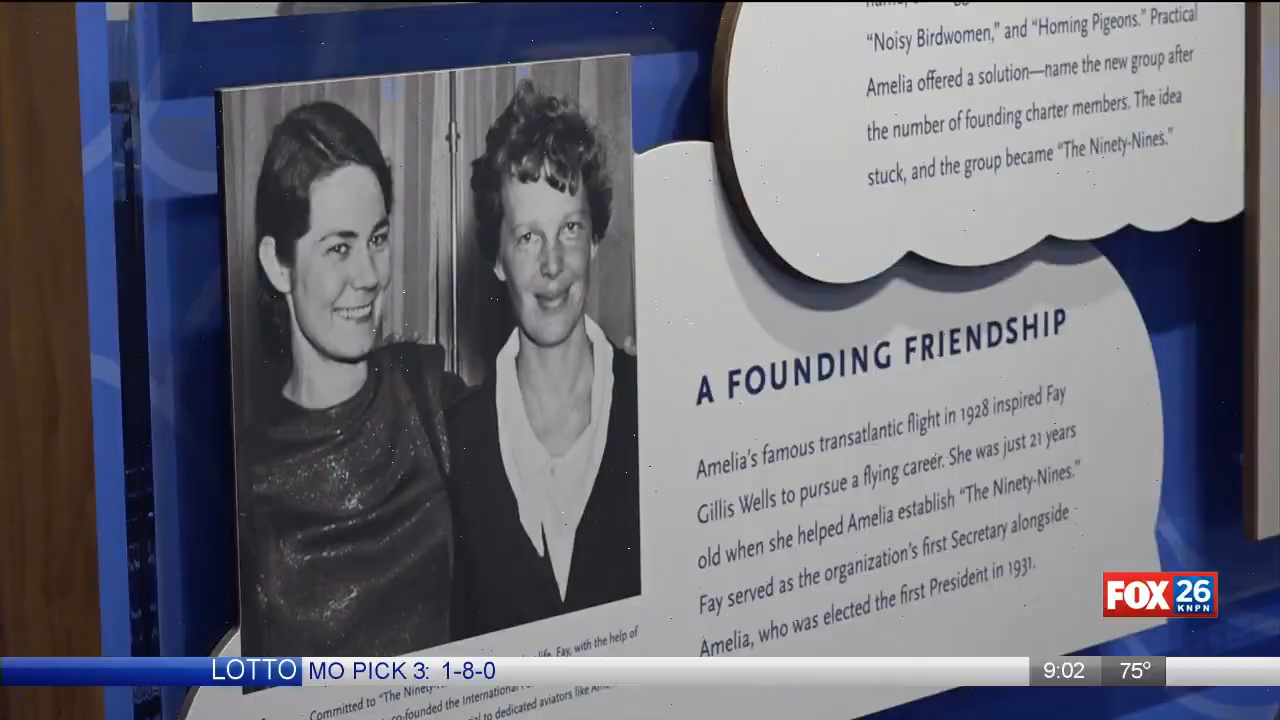 "Noisy Birdwomen," and "Homing Pigeons." Practical
Amelia offered a solution—name the new group after
the number of founding charter members. The idea
stuck, and the group became "The Ninety-Nines."
A FOUNDING FRIENDSHIP
Amelia's famous transatlantic flight in 1928 inspired Fay
Gillis Wells to pursue a flying career. She was just 21 years
old when she helped Amelia establish "The Ninety-Nines."
Fay served as the organization's first Secretary alongside
Amelia, who was elected the first President in 1931.
life, Fay, with the help of
Committed to "The Ninety-
co-founded the International
to dedicated aviators like
FOX 26
KNPN
LOTTO MO PICK 3: 1-8-0 9:02 75°